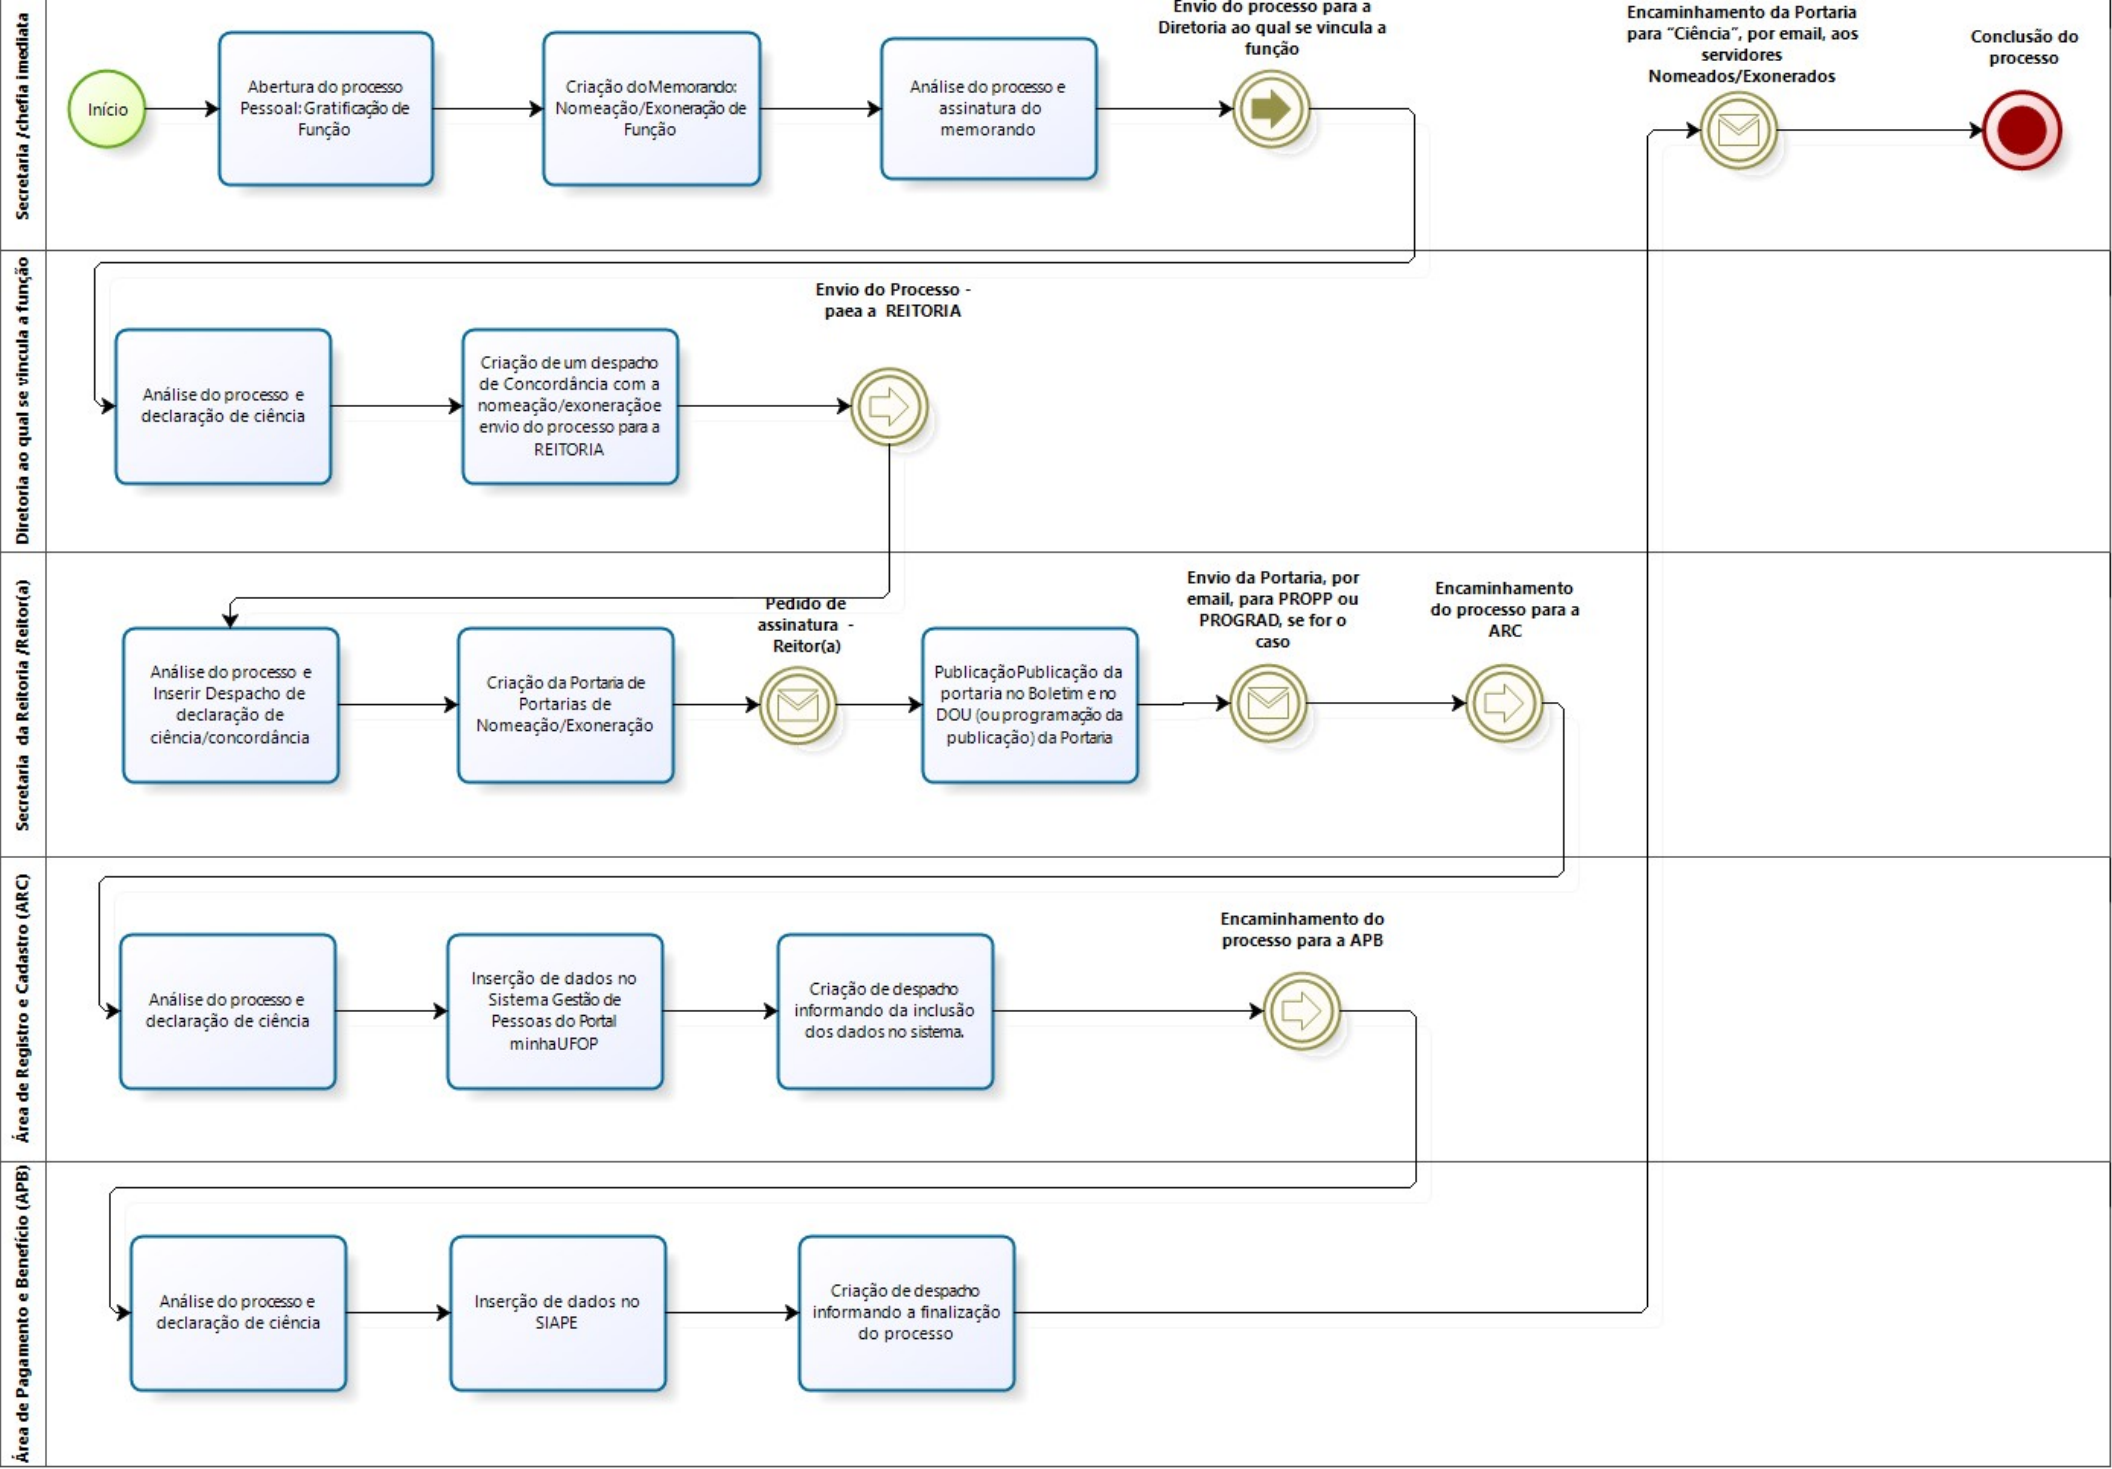 Secretaria /chefia imediata
Início
Abertura do processo
Pessoal: Gratificação de
Função
Criação do Memorando:
Nomeação/Exoneração de
Função
Análise do processo e
assinatura do
memorando
Envio do processo para a
Diretoria ao qual se vincula a
função
Encaminhamento da Portaria
para “Ciência”, por email, aos
servidores
Nomeados/Exonerados
Conclusão do
processo
Diretoria ao qual se vincula a função
Análise do processo e
declaração de ciência
Criação de um despacho
de Concordância com a
nomeação/exoneração e
envio do processo para a
REITORIA
Envio do Processo -
paea a REITORIA
Secretaria da Reitoria /Reitor(a)
Análise do processo e
Inserir Despacho de
declaração de
ciência/concordância
Criação da Portaria de
Portarias de
Nomeação/Exoneração
Pedido de
assinatura -
Reitor(a)
PublicaçãoPublicação da
portaria no Boletim e no
DOU (ou programação da
publicação) da Portaria
Envio da Portaria, por
email, para PROPP ou
PROGRAD, se for o
caso
Encaminhamento
do processo para a
ARC
Área de Registro e Cadastro (ARC)
Análise do processo e
declaração de ciência
Inserção de dados no
Sistema Gestão de
Pessoas do Portal
minhaUFOP
Criação de despacho
informando da inclusão
dos dados no sistema.
Encaminhamento do
processo para a APB
Área de Pagamento e Benefício (APB)
Análise do processo e
declaração de ciência
Inserção de dados no
SIAPE
Criação de despacho
informando a finalização
do processo